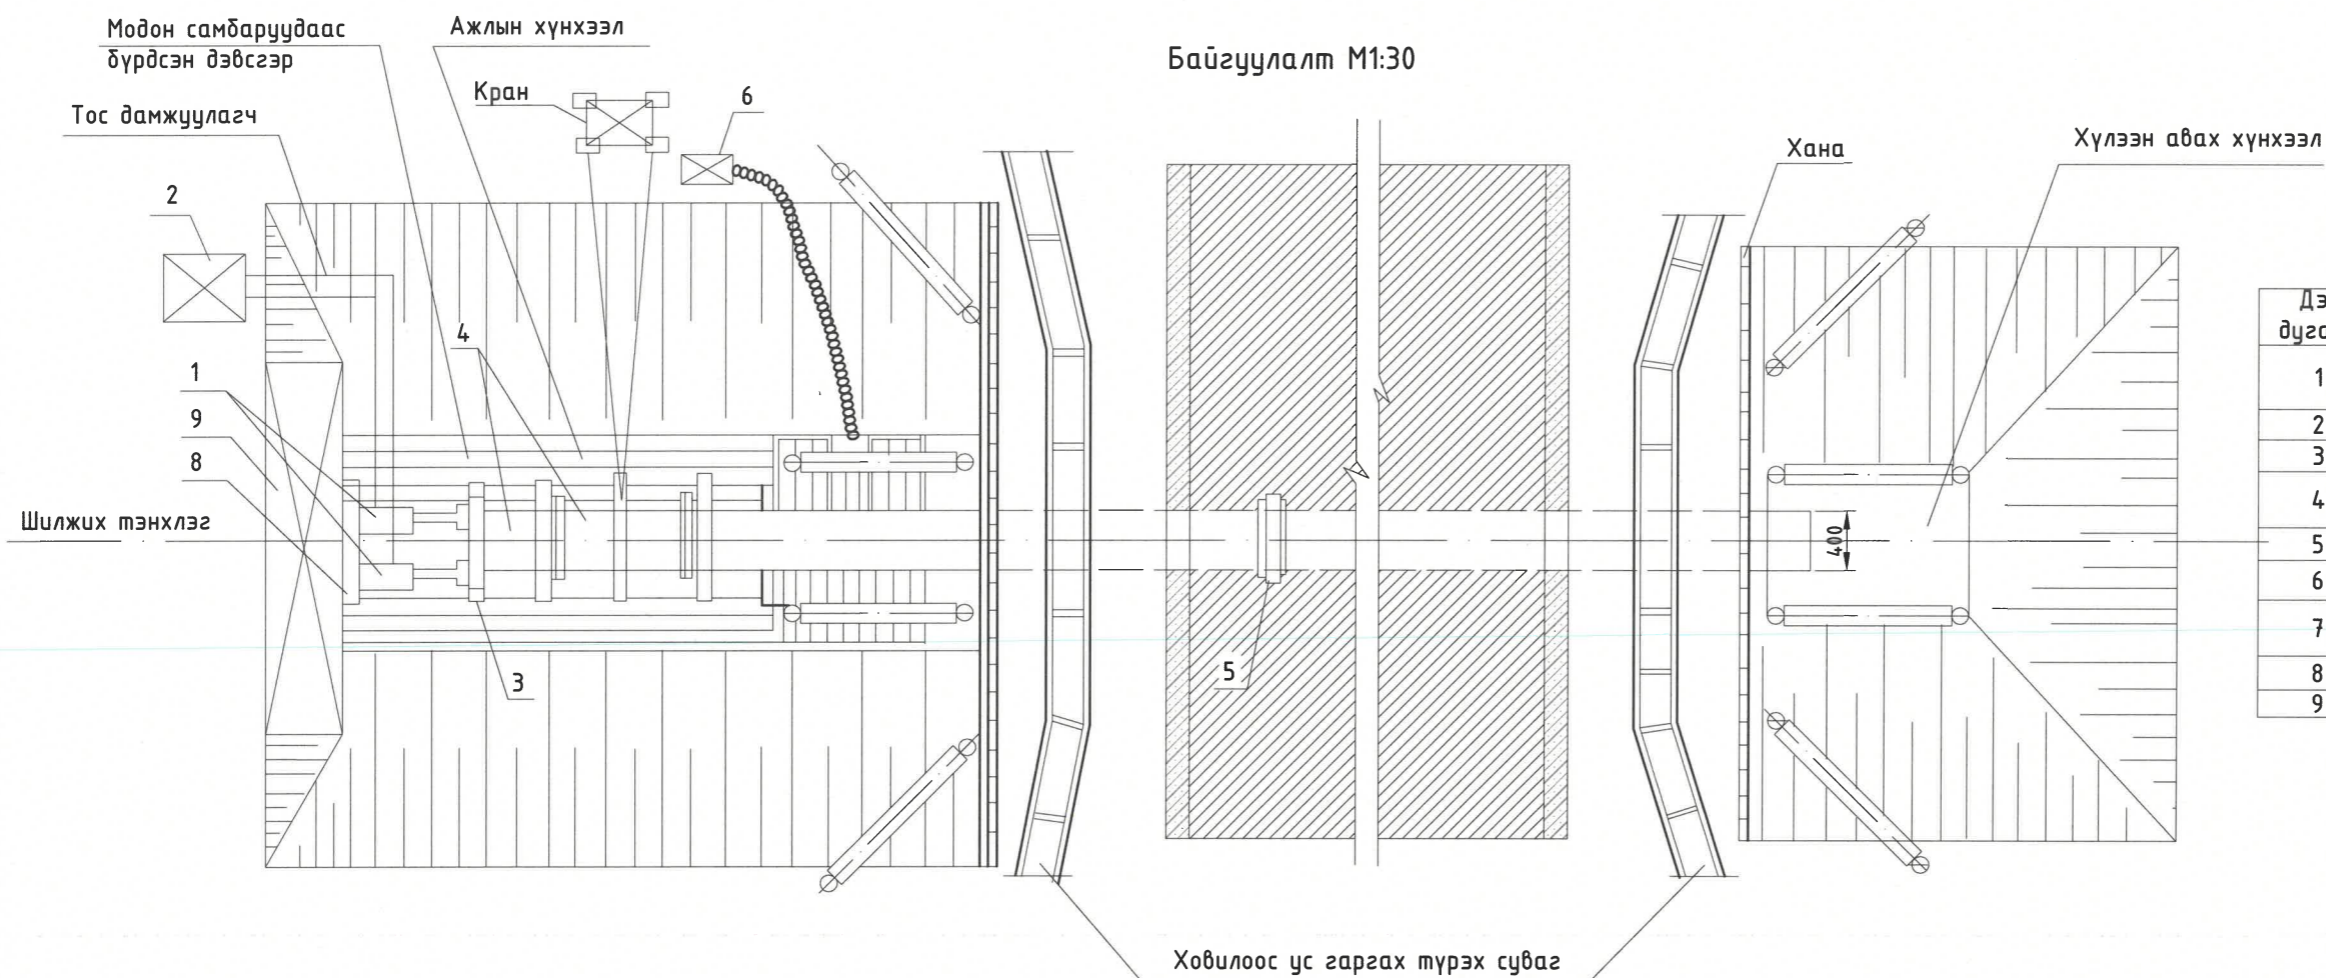 Модон самбаруудаас
бүрдсэн дэвсгэр
Ажлын хүнхээл
Байгуулалт М1:30
Кран
6
Тос дамжуулагч
Хана
Хүлээн авах хүнхээл
2
4
1
9
8
Шилжих тэнхлэг
400
3
5
Ховилоос ус гаргах түрэх суваг
1
2
3
4
5
6
7
8
9